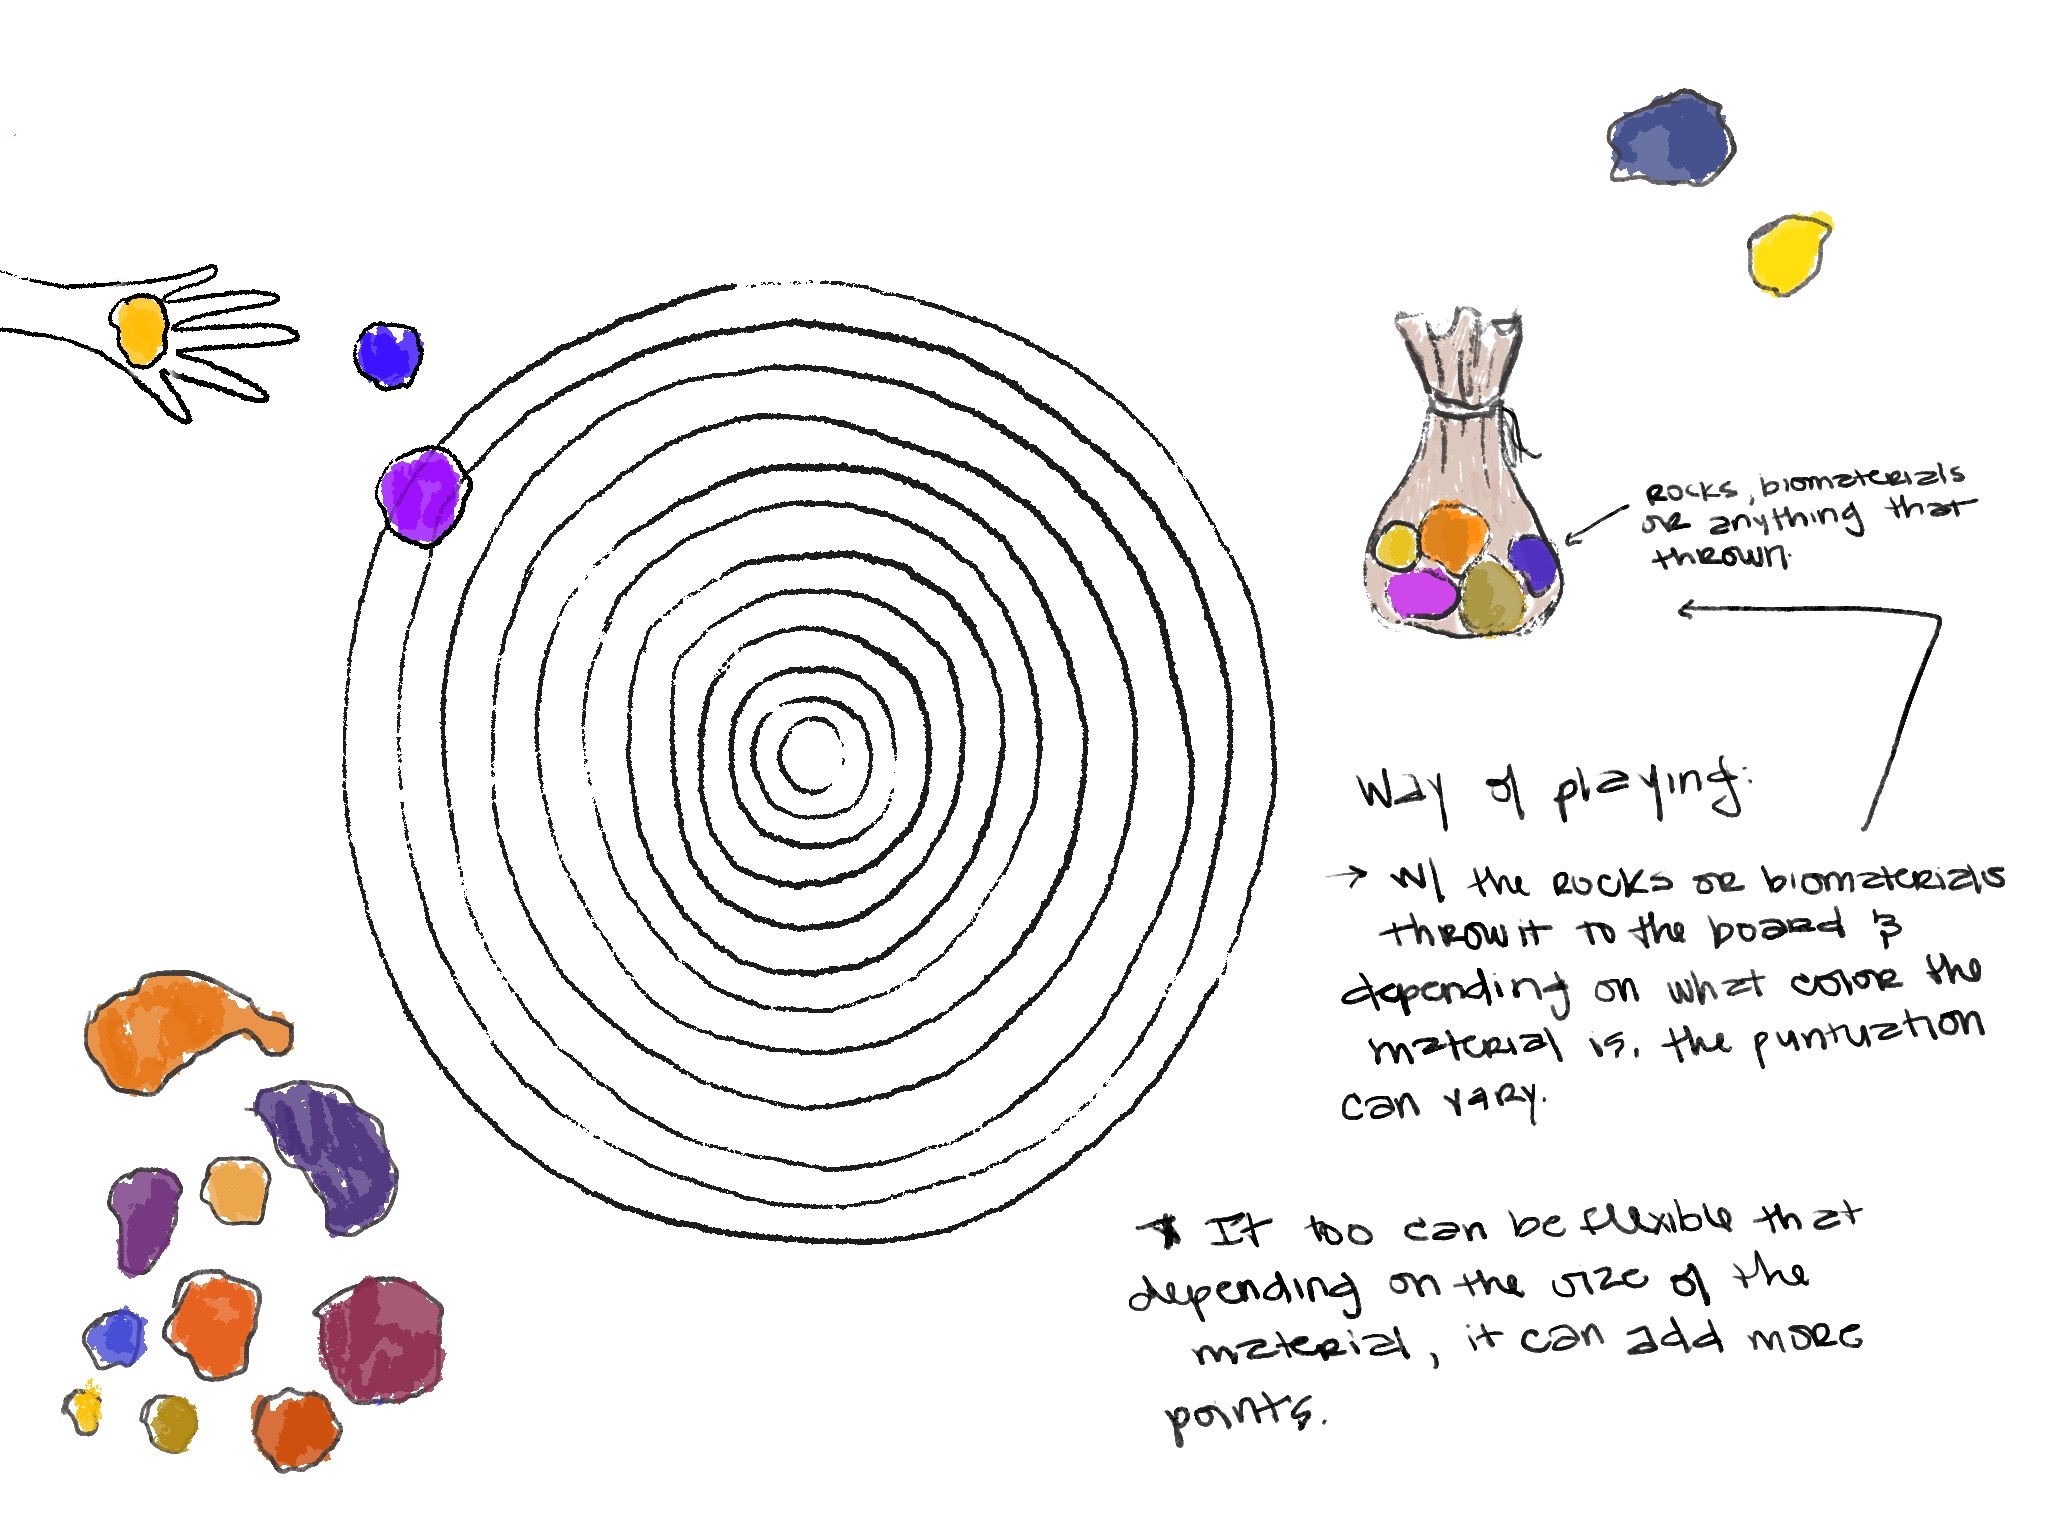 Rocks, biomaterials
or anything that
thrown.
Way of playing:
→ w/ the rocks or biomaterials
throw it to the board &
depending on what color the
material is, the puntuation
can vary.
* It too can be flexible that
depending on the size of the
material, it can add more
points.